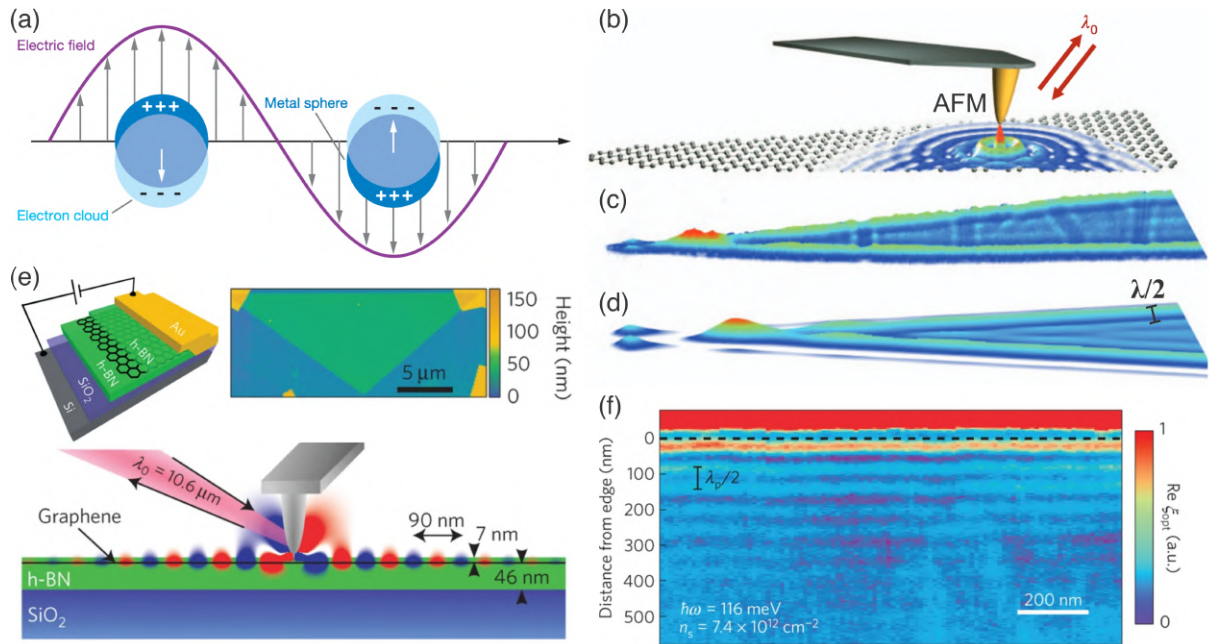 (a)
Electric field
+++
- - -
Metal sphere
- - -
+++
Electron cloud
(b)
λ₀
AFM
(c)
(d)
λ/2
(e)
Au
h-BN
h-BN
SiO₂
Si
150
100
50
0
Height (nm)
5 μm
λ₀ = 10.6 μm
Graphene
90 nm
7 nm
46 nm
h-BN
SiO₂
(f)
0
100
200
300
400
500
Distance from edge (nm)
λₚ/2
ħω = 116 meV
nₛ = 7.4 × 10¹² cm⁻²
200 nm
1
0
Re ξopt (a.u.)